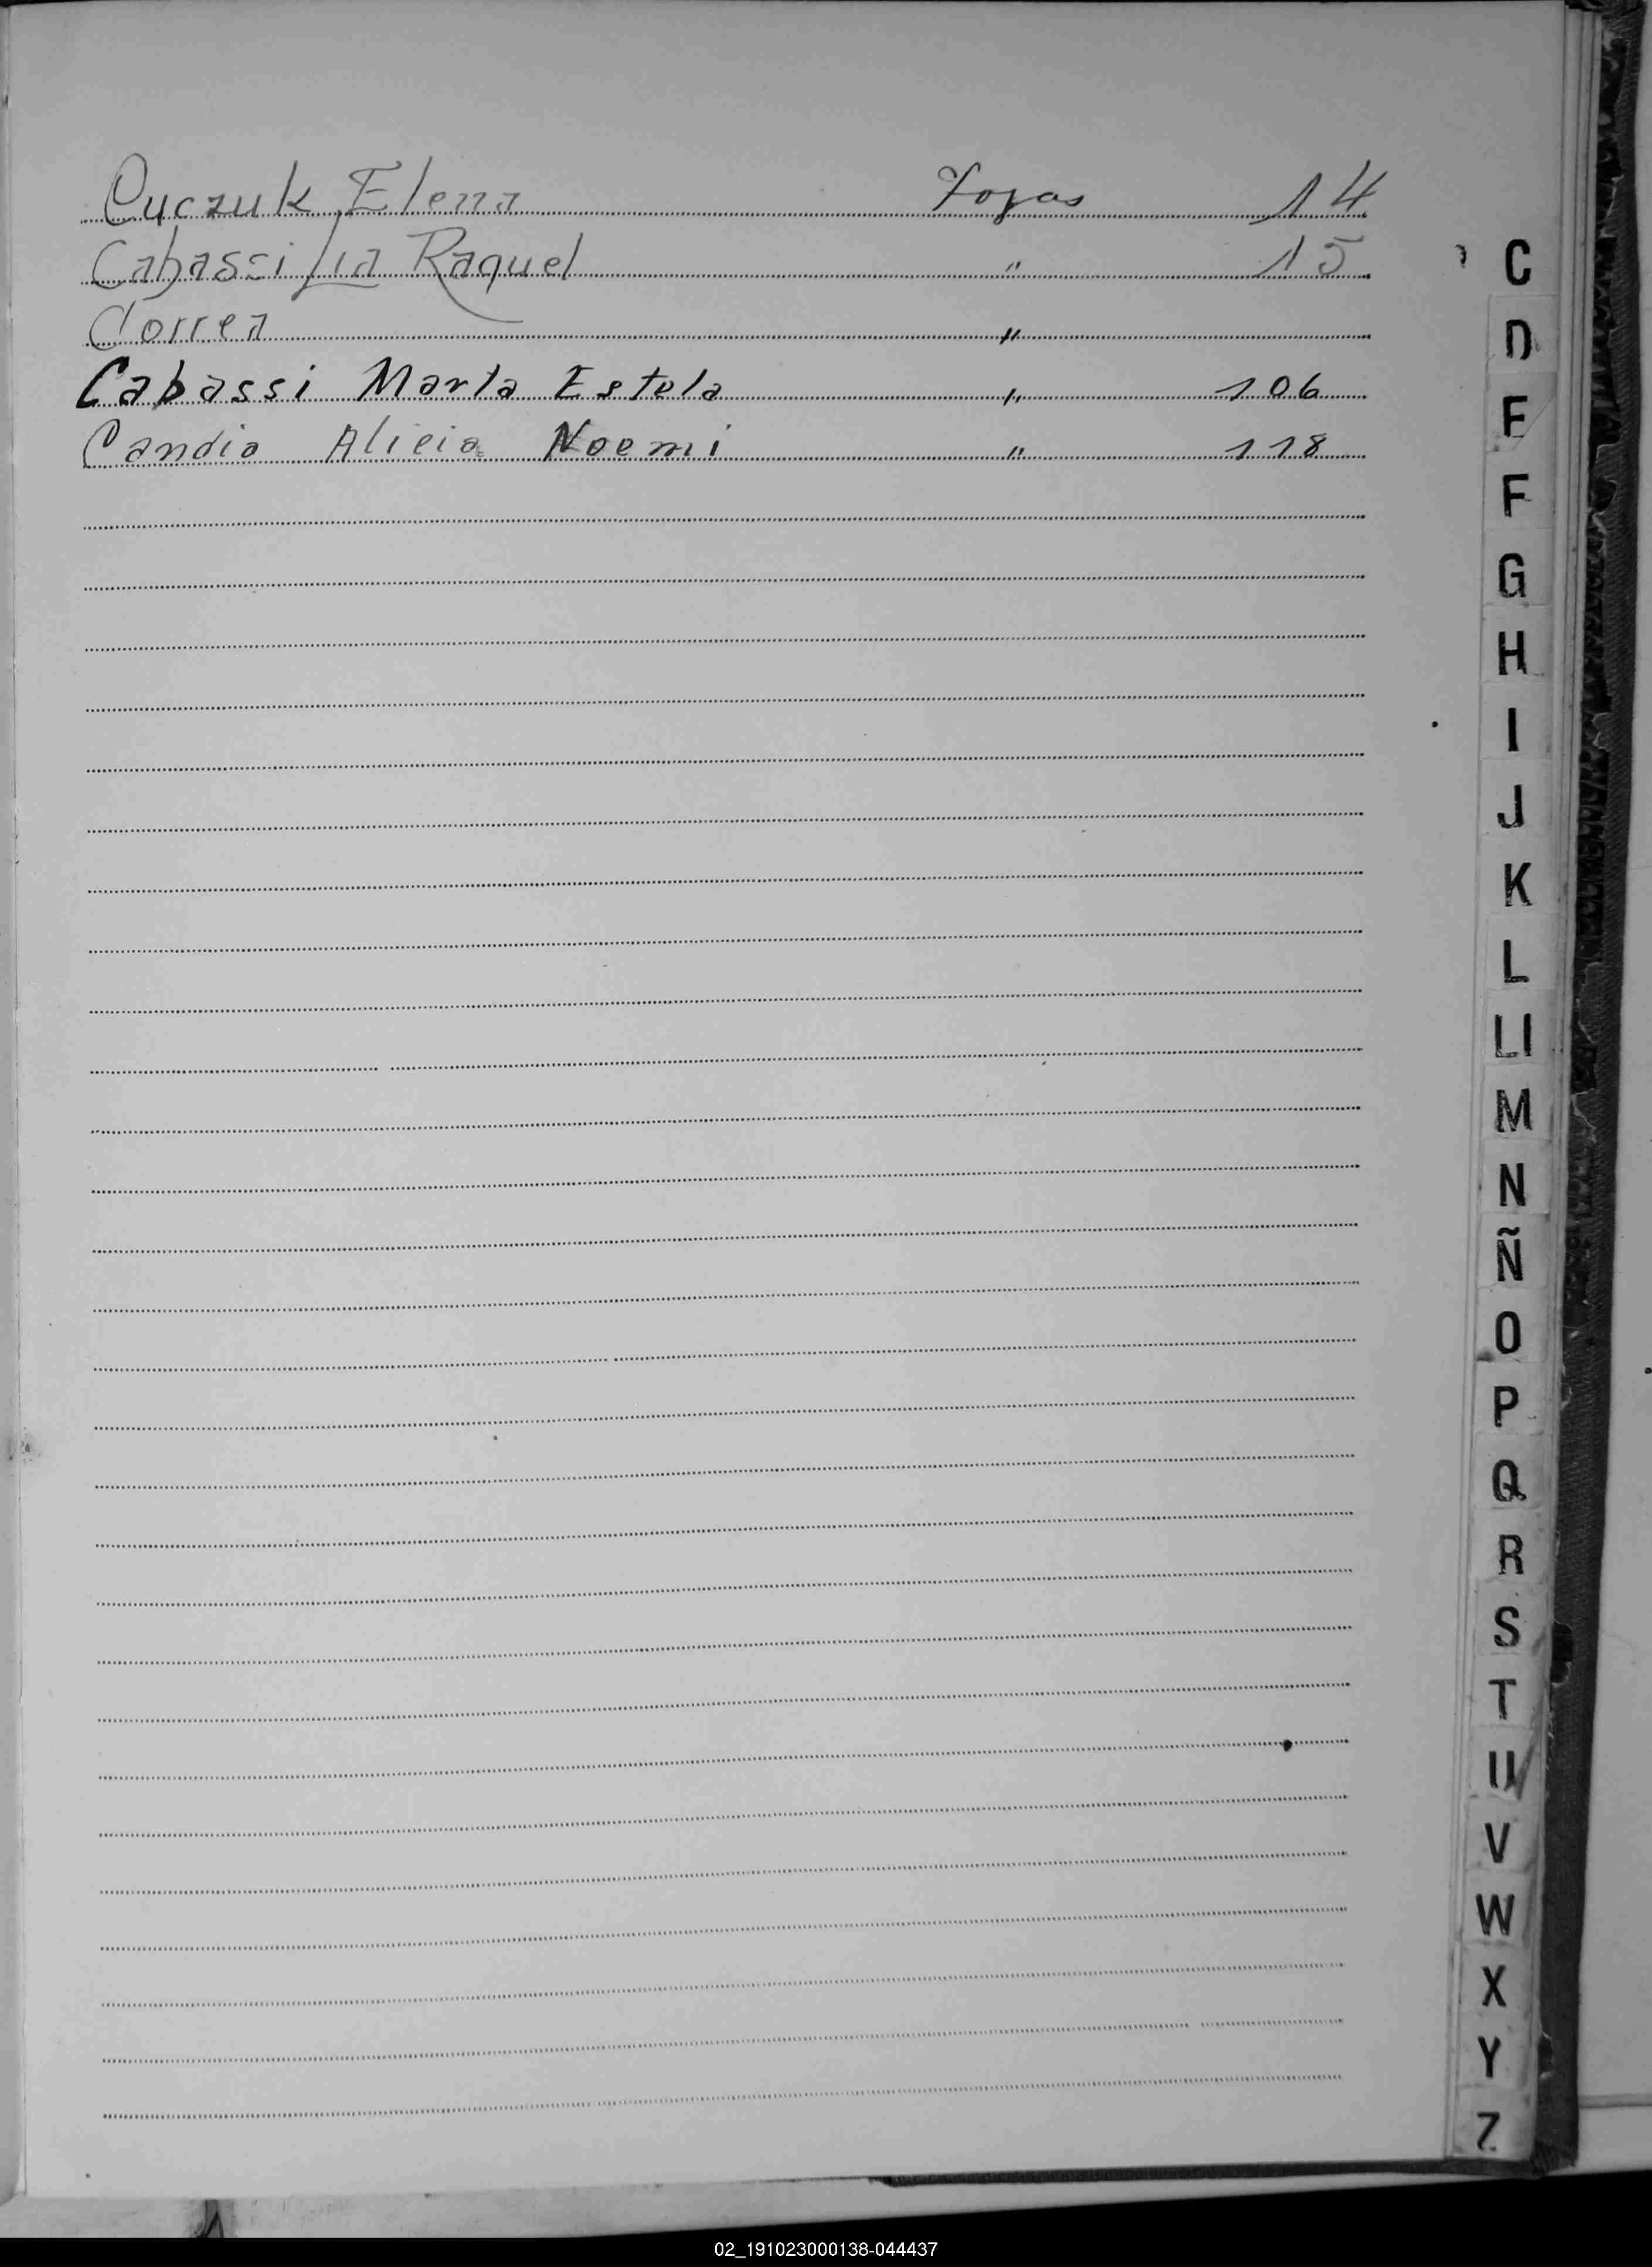 Cuczuk Elena Fojas 14
Cabassi Lia Raquel " 15
Correa "
Cabassi Marta Estela " 106
Candia Alicia Noemi " 118
C
D
E
F
G
H
I
J
K
L
Ll
M
N
Ñ
O
P
Q
R
S
T
U
V
W
X
Y
Z
02_191023000138-044437